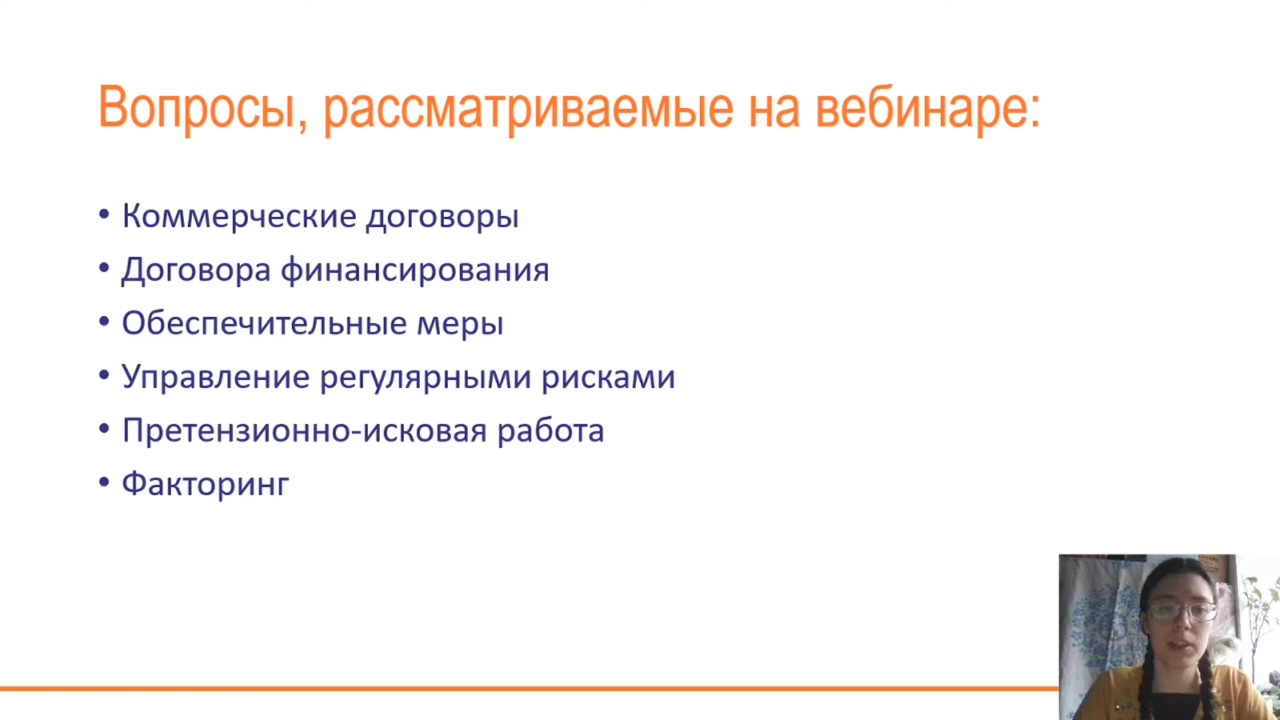 Вопросы, рассматриваемые на вебинаре:
• Коммерческие договоры
• Договора финансирования
• Обеспечительные меры
• Управление регулярными рисками
• Претензионно-исковая работа
• Факторинг